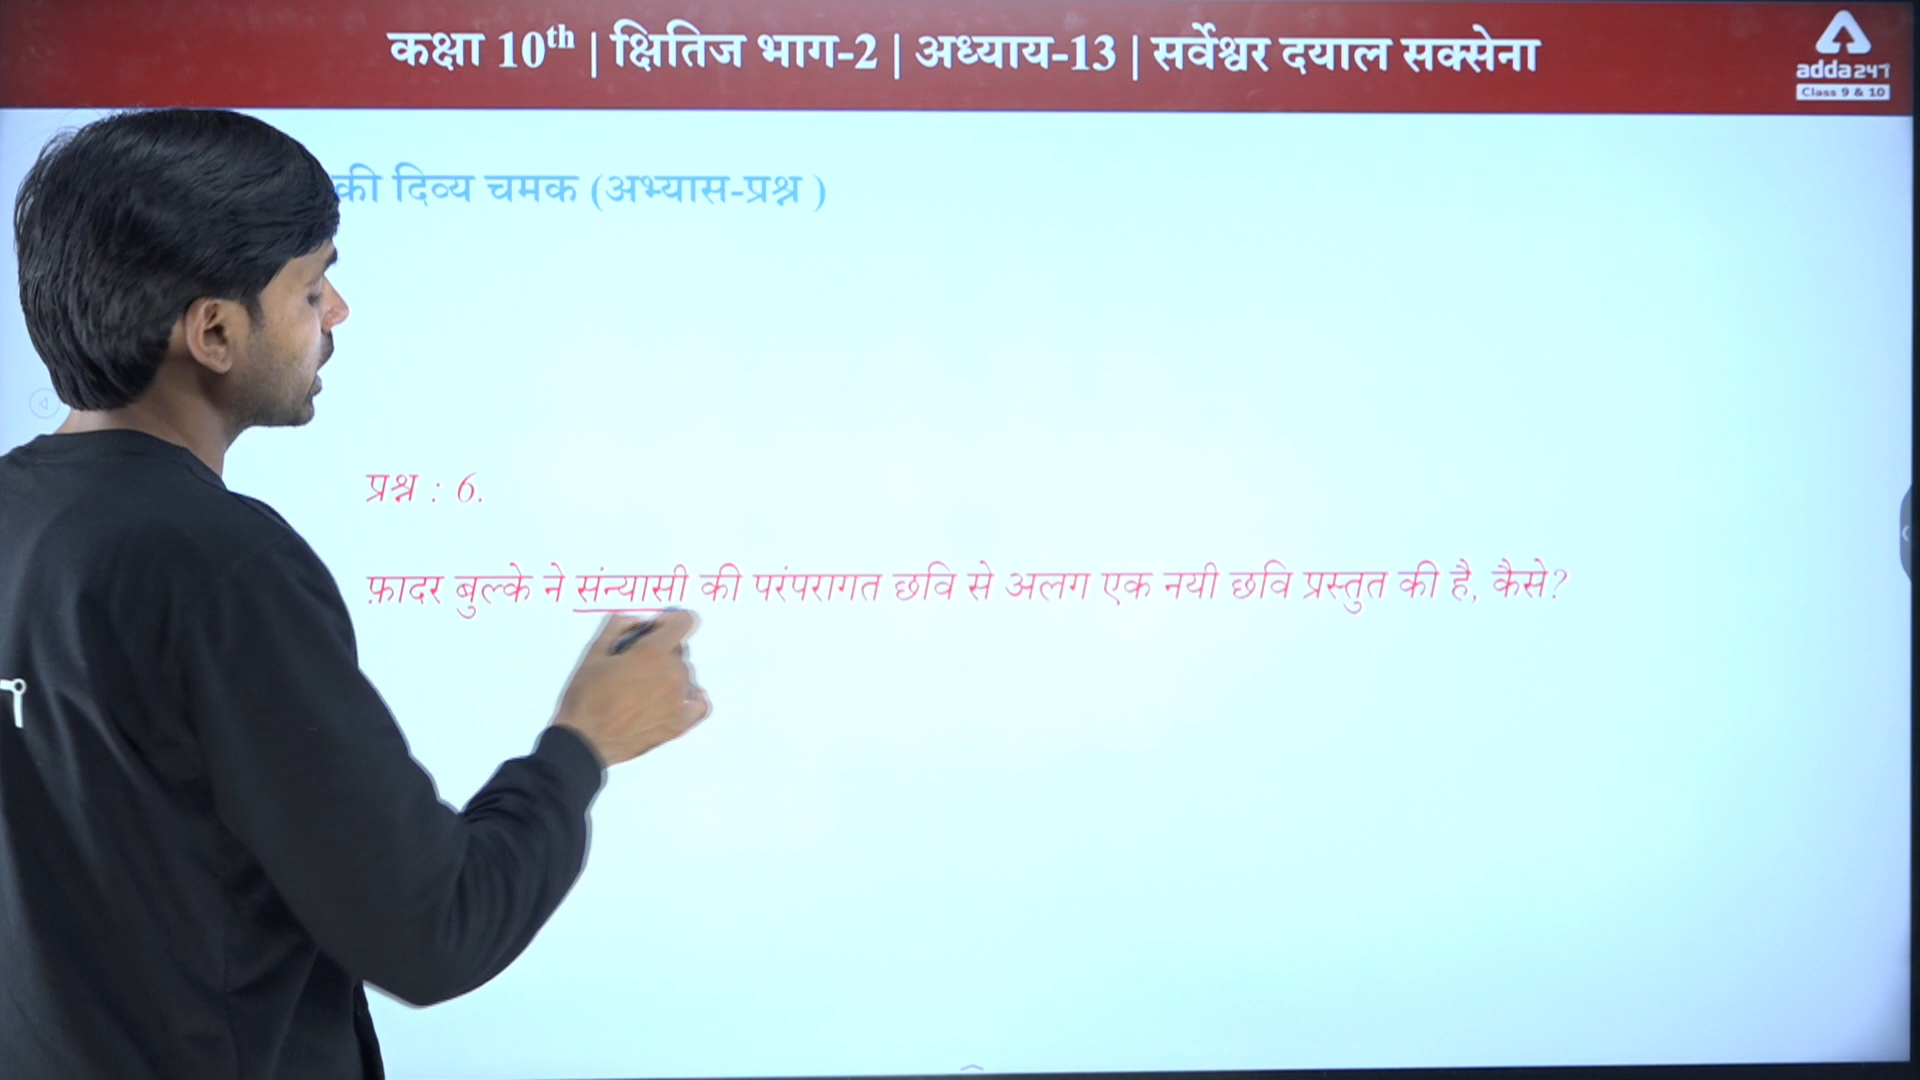 कक्षा 10th | क्षितिज भाग-2 | अध्याय-13 | सर्वेश्वर दयाल सक्सेना
adda247
Class 9 & 10
की दिव्य चमक (अभ्यास-प्रश्न )
प्रश्न : 6.
फ़ादर बुल्के ने संन्यासी की परंपरागत छवि से अलग एक नयी छवि प्रस्तुत की है, कैसे?